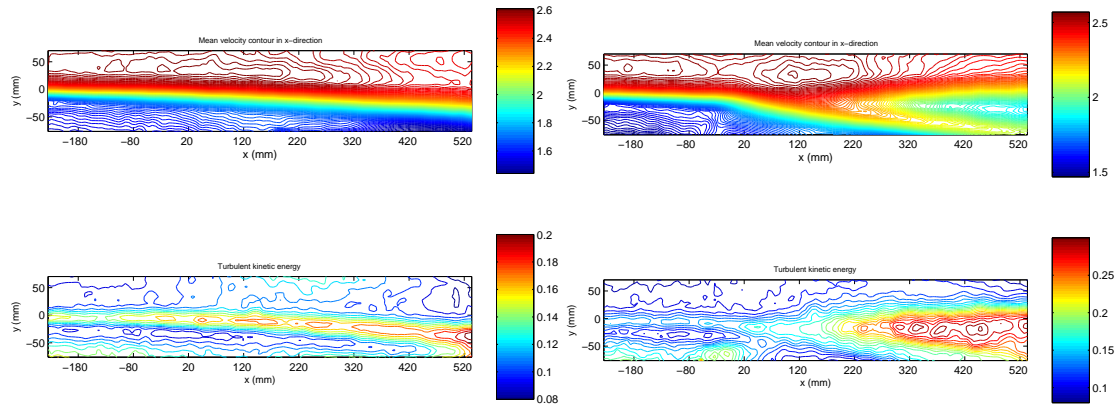 Mean velocity contour in x−direction
y (mm)
50
0
−50
−180 −80 20 120 220 320 420 520
x (mm)
2.6
2.4
2.2
2
1.8
1.6
Mean velocity contour in x−direction
y (mm)
50
0
−50
−180 −80 20 120 220 320 420 520
x (mm)
2.5
2
1.5
Turbulent kinetic energy
y (mm)
50
0
−50
−180 −80 20 120 220 320 420 520
x (mm)
0.2
0.18
0.16
0.14
0.12
0.1
0.08
Turbulent kinetic energy
y (mm)
50
0
−50
−180 −80 20 120 220 320 420 520
x (mm)
0.25
0.2
0.15
0.1